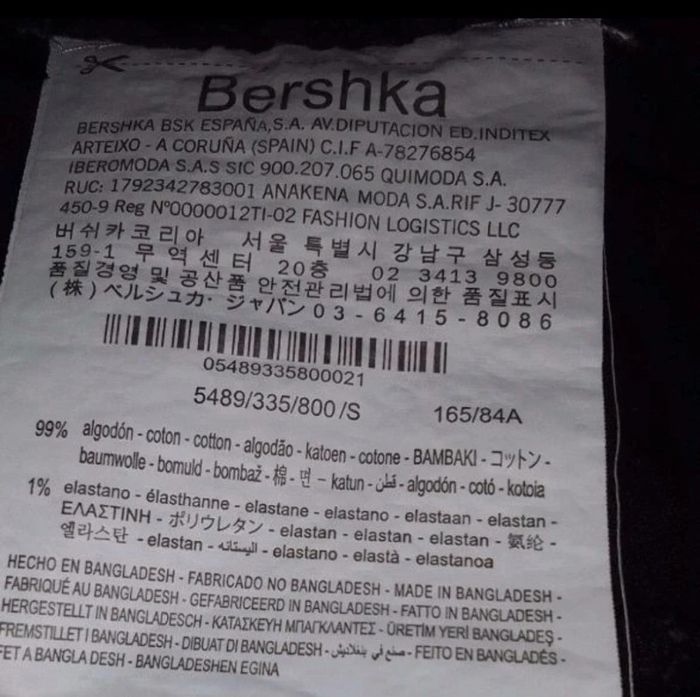 Bershka
BERSHKA BSK ESPAÑA,S.A. AV.DIPUTACION ED.INDITEX
ARTEIXO - A CORUÑA (SPAIN) C.I.F A-78276854
IBEROMODA S.A.S SIC 900.207.065 QUIMODA S.A.
RUC: 1792342783001 ANAKENA MODA S.A.RIF J- 30777
450-9 Reg Nº0000012TI-02 FASHION LOGISTICS LLC
버쉬카코리아 서울 특별시 강남구 삼성동
159-1 무역센터 20층 02 3413 9800
품질경영 및 공산품 안전관리법에 의한 품질표시
(株)ベルシュカ・ジャパン03-6415-8086
05489335800021
5489/335/800/S 165/84A
99% algodón - coton - cotton - algodão - katoen - cotone - BAMBAKI - コットン -
baumwolle - bomuld - bombaž - 棉 - 면 - katun - قطن - algodón - cotó - kotoia
1% elastano - élasthanne - elastane - elastano - elastaan - elastan -
ΕΛΑΣΤΙΝΗ - ポリウレタン - elastan - elastan - elastan - 氨纶 -
엘라스탄 - elastan - اليستانه - elastano - elastà - elastanoa
HECHO EN BANGLADESH - FABRICADO NO BANGLADESH - MADE IN BANGLADESH -
FABRIQUÉ AU BANGLADESH - GEFABRICEERD IN BANGLADESH - FATTO IN BANGLADESH -
HERGESTELLT IN BANGLADESCH - ΚΑΤΑΣΚΕΥΗ ΜΠΑΓΚΛΑΝΤΕΣ - ÜRETİM YERİ BANGLADEŞ -
FREMSTILLET I BANGLADESH - DIBUAT DI BANGLADESH - صنع في بنغلاديش - FEITO EN BANGLADÉS -
FET A BANGLA DESH - BANGLADESHEN EGINA